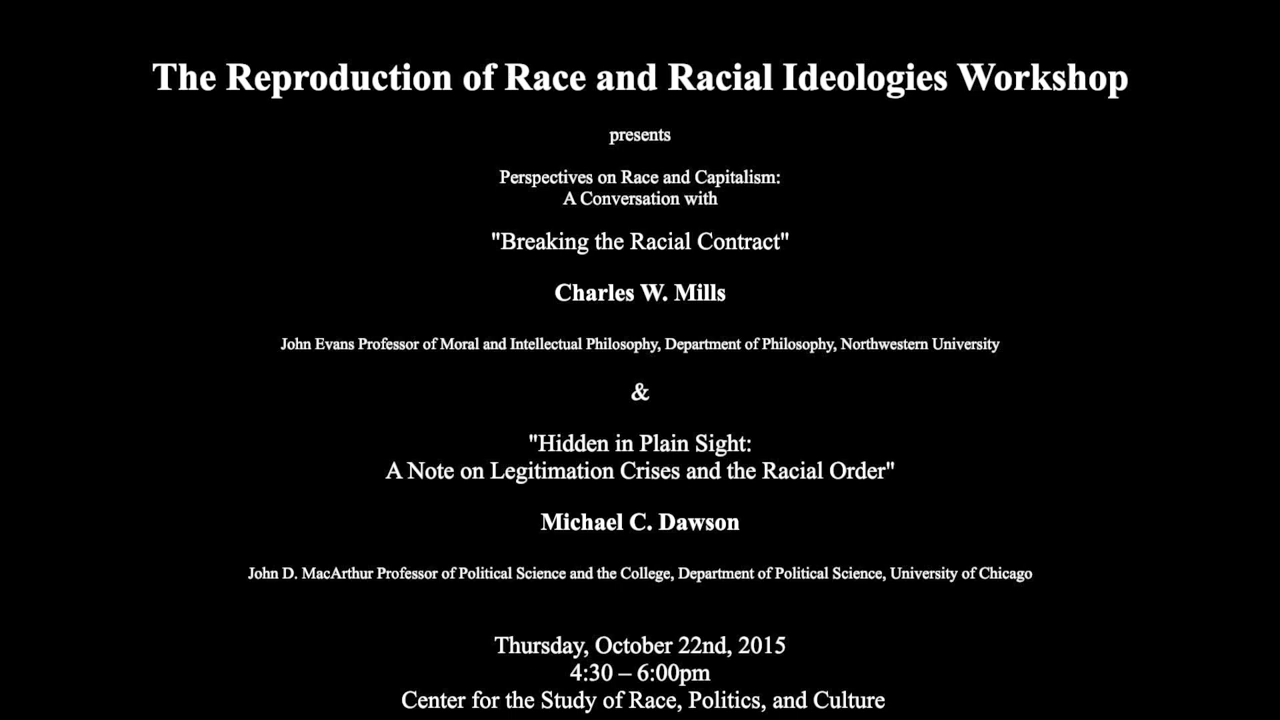 The Reproduction of Race and Racial Ideologies Workshop
presents
Perspectives on Race and Capitalism:
A Conversation with
"Breaking the Racial Contract"
Charles W. Mills
John Evans Professor of Moral and Intellectual Philosophy, Department of Philosophy, Northwestern University
&
"Hidden in Plain Sight:
A Note on Legitimation Crises and the Racial Order"
Michael C. Dawson
John D. MacArthur Professor of Political Science and the College, Department of Political Science, University of Chicago
Thursday, October 22nd, 2015
4:30 – 6:00pm
Center for the Study of Race, Politics, and Culture